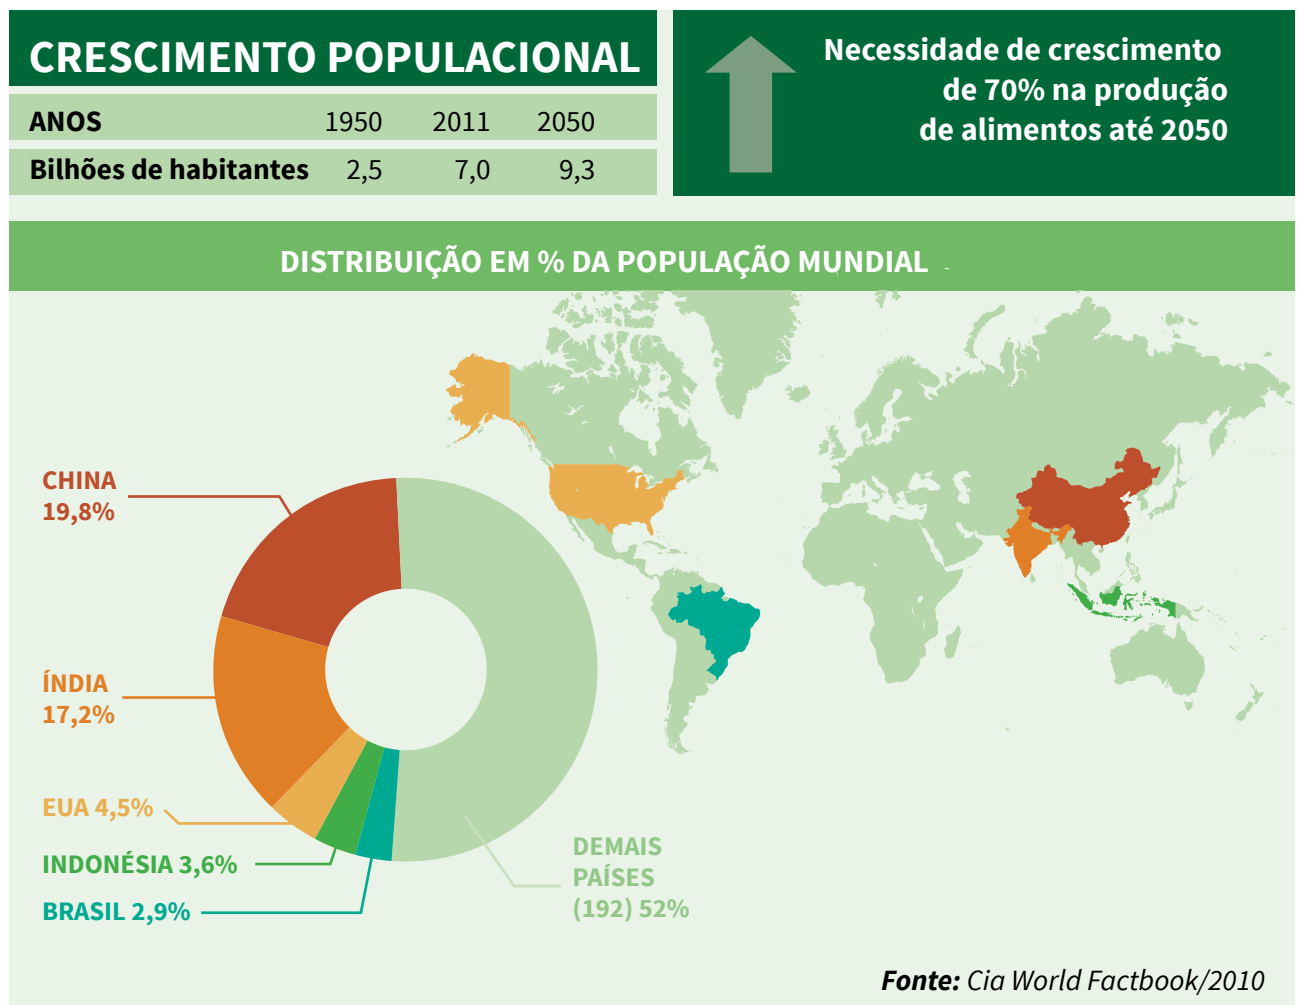 CRESCIMENTO POPULACIONAL
ANOS 1950 2011 2050
Bilhões de habitantes 2,5 7,0 9,3
Necessidade de crescimento
de 70% na produção
de alimentos até 2050
DISTRIBUIÇÃO EM % DA POPULAÇÃO MUNDIAL
CHINA
19,8%
ÍNDIA
17,2%
EUA 4,5%
INDONÉSIA 3,6%
BRASIL 2,9%
DEMAIS
PAÍSES
(192) 52%
Fonte: Cia World Factbook/2010